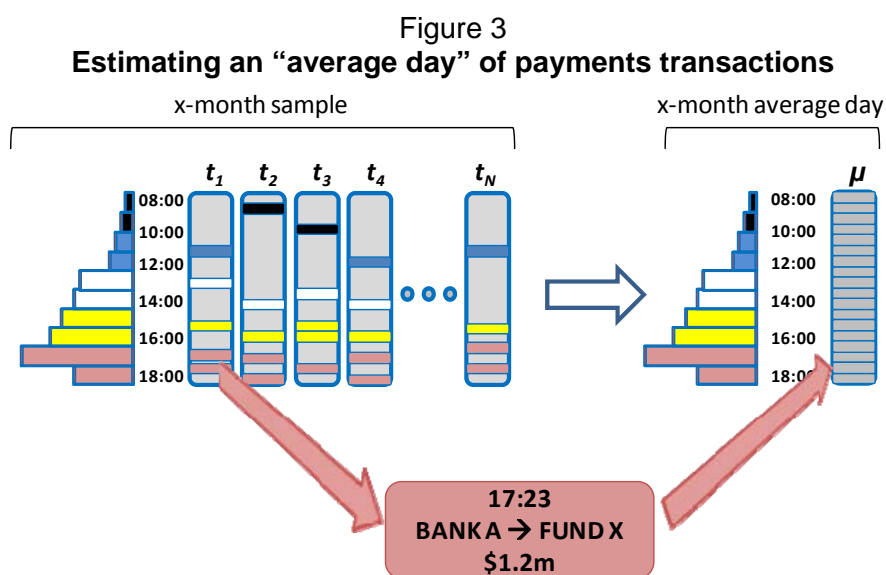 Figure 3
Estimating an “average day” of payments transactions
x-month sample
x-month average day
t1 t2 t3 t4 tN
µ
08:00
10:00
12:00
14:00
16:00
18:00
08:00
10:00
12:00
14:00
16:00
18:00
17:23
BANK A → FUND X
$1.2m